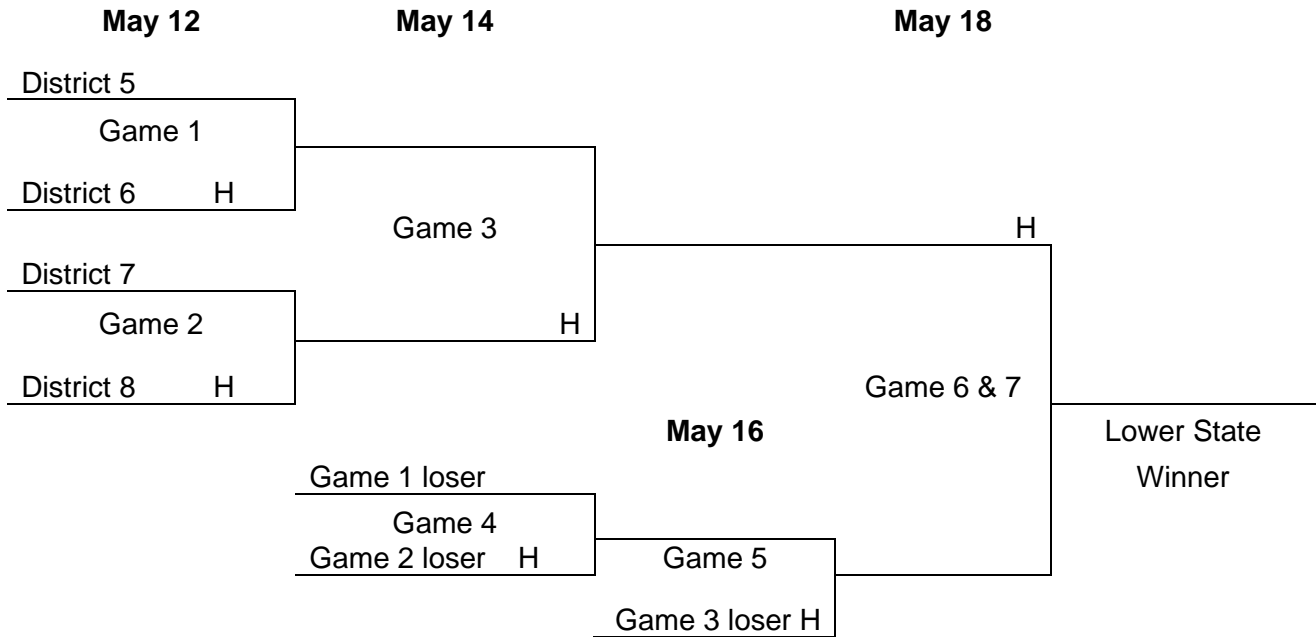 May 12 May 14 May 18
District 5
Game 1
District 6 H
Game 3 H
District 7
Game 2 H
District 8 H Game 6 & 7
May 16 Lower State
Game 1 loser Winner
Game 4
Game 2 loser H Game 5
Game 3 loser H